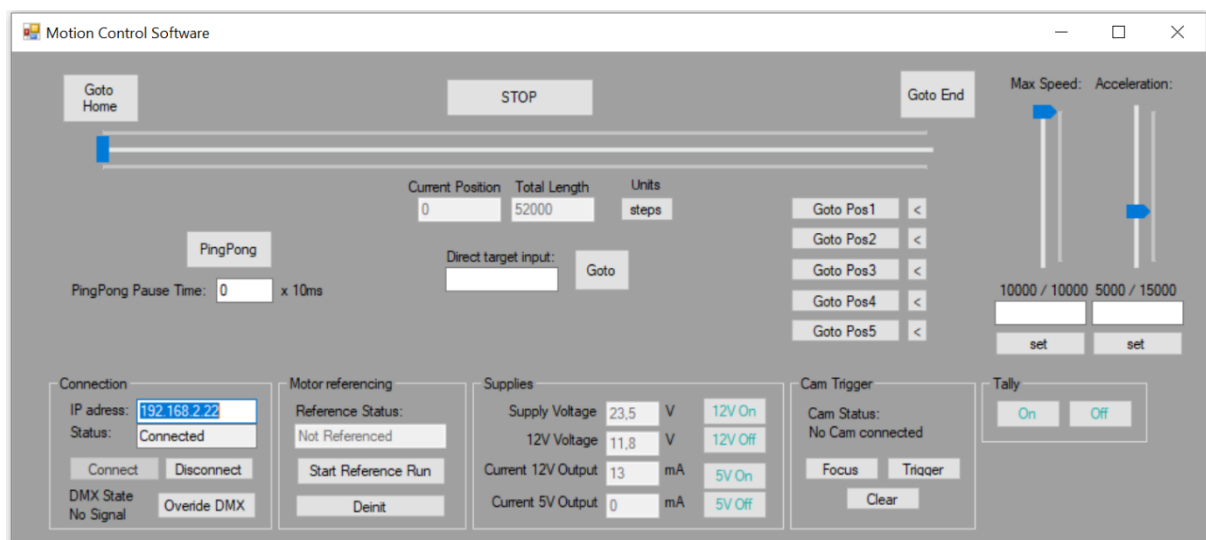 Motion Control Software
Goto
Home
STOP
Goto End
Max Speed:
Acceleration:
Current Position
Total Length
Units
0
52000
steps
Goto Pos1
<
Goto Pos2
<
Goto Pos3
<
Goto Pos4
<
Goto Pos5
<
PingPong
PingPong Pause Time:
0
x 10ms
Direct target input:
Goto
10000 / 10000
5000 / 15000
set
set
Connection
IP adress:
192.168.2.22
Status:
Connected
Connect
Disconnect
DMX State
No Signal
Overide DMX
Motor referencing
Reference Status:
Not Referenced
Start Reference Run
Deinit
Supplies
Supply Voltage
23,5
V
12V On
12V Voltage
11,8
V
12V Off
Current 12V Output
13
mA
5V On
Current 5V Output
0
mA
5V Off
Cam Trigger
Cam Status:
No Cam connected
Focus
Trigger
Clear
Tally
On
Off